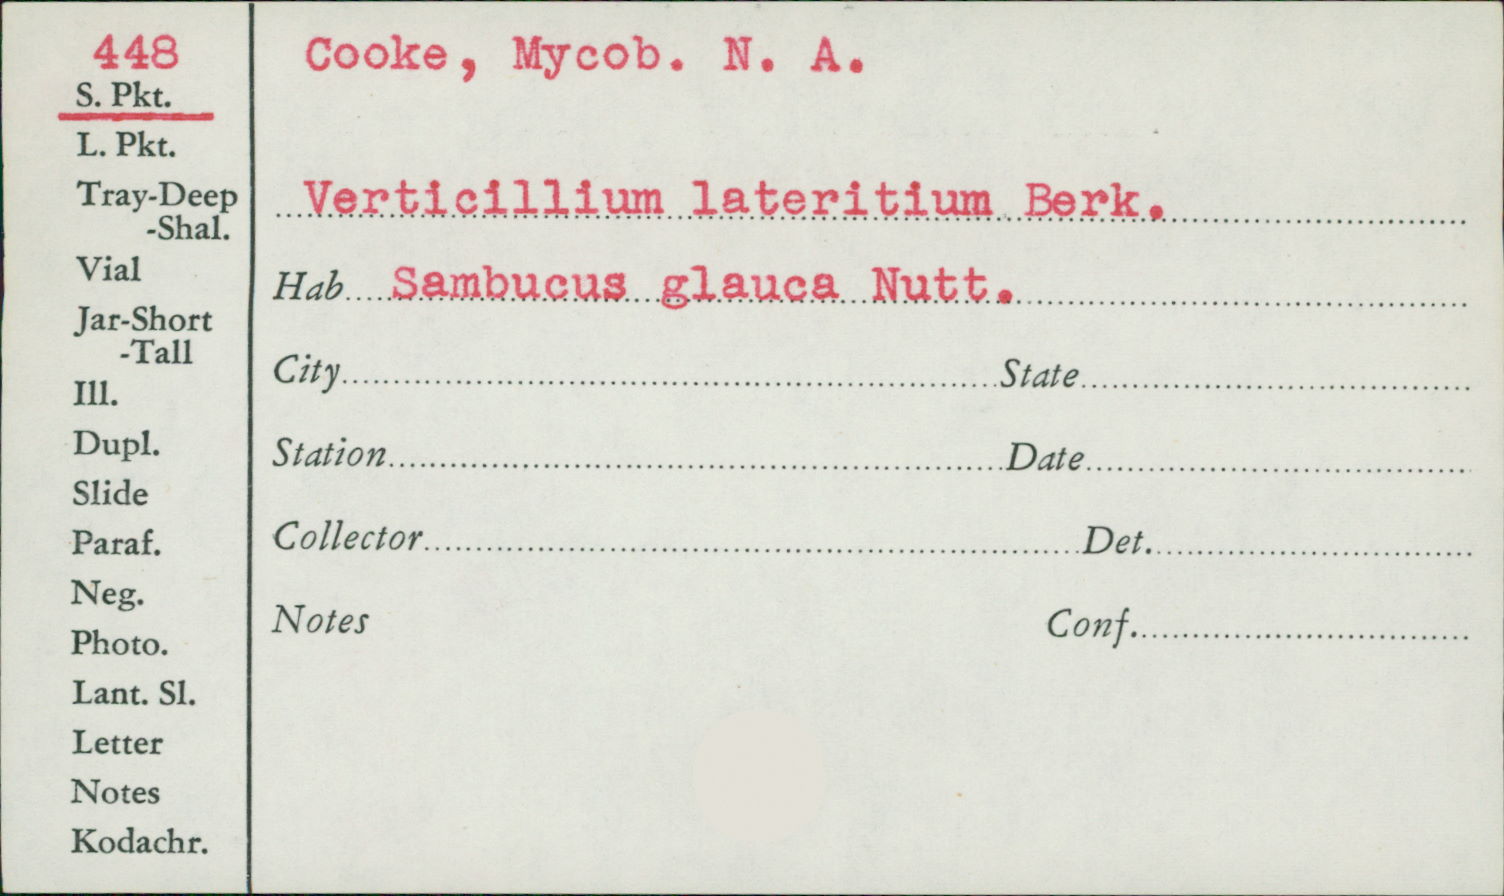 448
S. Pkt.
L. Pkt.
Tray-Deep
-Shal.
Vial
Jar-Short
-Tall
Ill.
Dupl.
Slide
Paraf.
Neg.
Photo.
Lant. Sl.
Letter
Notes
Kodachr.
Cooke, Mycob. N. A.
Verticillium lateritium Berk.
Hab Sambucus glauca Nutt.
City State
Station Date
Collector Det.
Notes Conf.